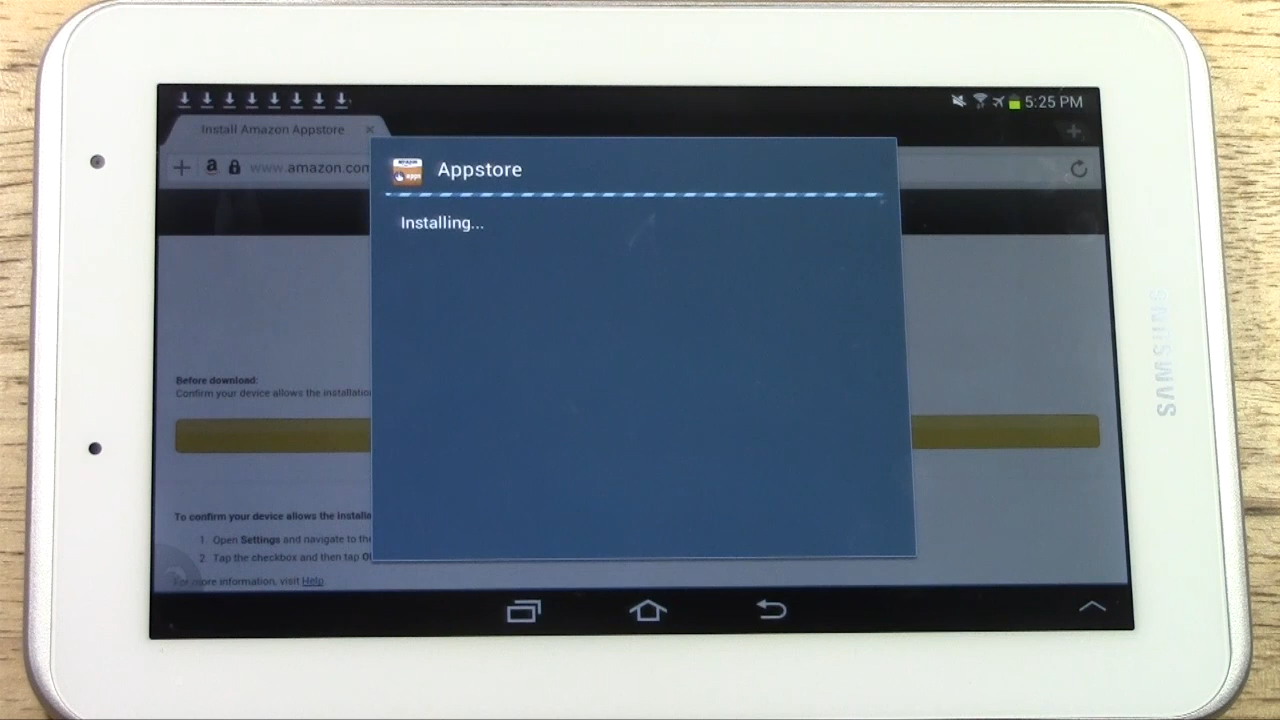 5:25 PM
Install Amazon Appstore
www.amazon.com
Appstore
Installing...
Before download:
Confirm your device allows the installation
To confirm your device allows the installa
1. Open Settings and navigate to the
2. Tap the checkbox and then tap O
For more information, visit Help
SAMSUNG